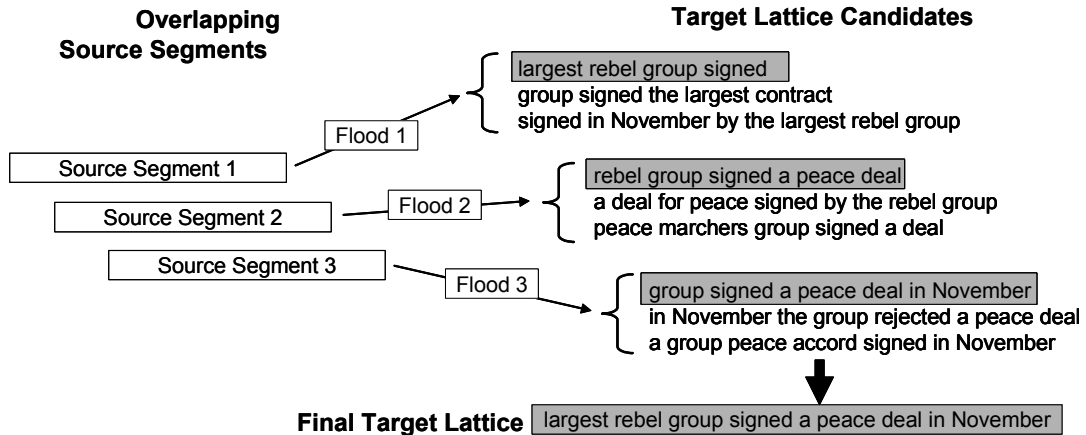 Overlapping
Source Segments
Target Lattice Candidates
largest rebel group signed
group signed the largest contract
signed in November by the largest rebel group
Flood 1
Source Segment 1
rebel group signed a peace deal
a deal for peace signed by the rebel group
peace marchers group signed a deal
Flood 2
Source Segment 2
Source Segment 3
Flood 3
group signed a peace deal in November
in November the group rejected a peace deal
a group peace accord signed in November
Final Target Lattice
largest rebel group signed a peace deal in November